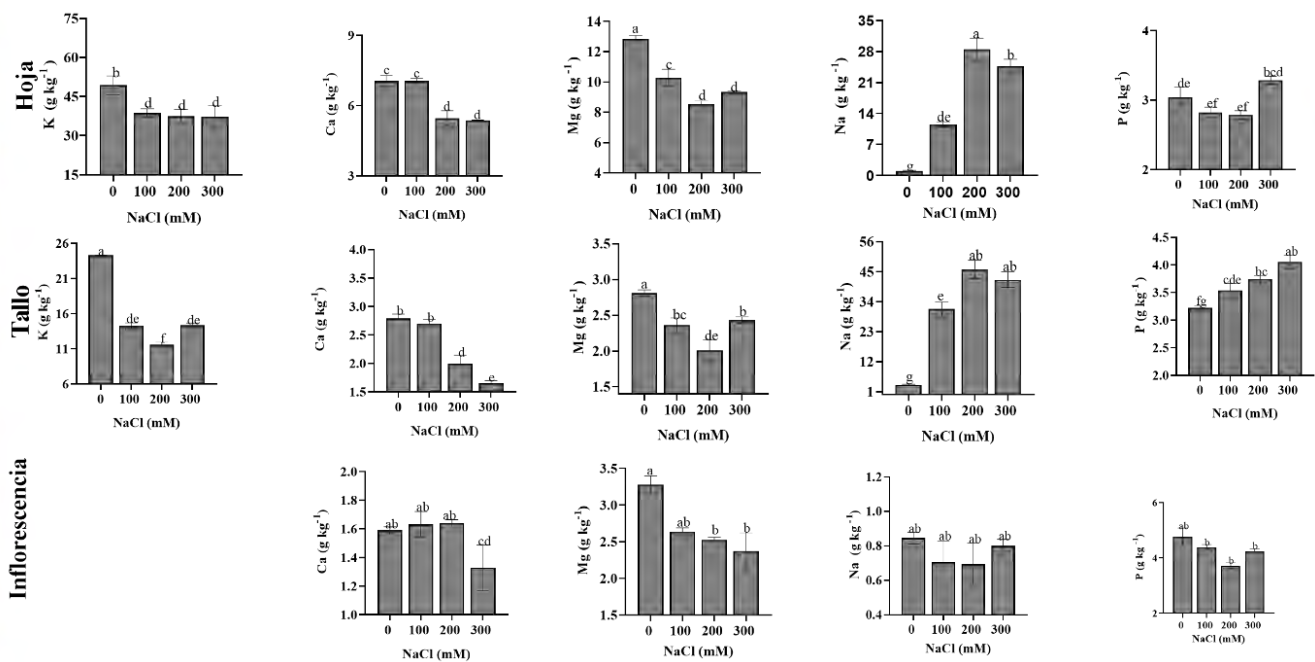 Hoja
K (g kg⁻¹)
75
60
45
30
15
b
d
d
d
0 100 200 300
NaCl (mM)
Ca (g kg⁻¹)
9
6
3
c
c
d
d
0 100 200 300
NaCl (mM)
Mg (g kg⁻¹)
14
12
10
8
6
4
a
c
d
d
0 100 200 300
NaCl (mM)
Na (g kg⁻¹)
35
28
21
14
7
0
g
de
a
b
0 100 200 300
NaCl (mM)
P (g kg⁻¹)
4
3
2
de
ef
ef
bcd
0 100 200 300
NaCl (mM)
Tallo
K (g kg⁻¹)
26
21
16
11
6
a
de
f
de
0 100 200 300
NaCl (mM)
Ca (g kg⁻¹)
4.0
3.0
2.5
2.0
1.5
b
b
d
e
0 100 200 300
NaCl (mM)
Mg (g kg⁻¹)
3.5
3.0
2.5
2.0
1.5
a
bc
de
b
0 100 200 300
NaCl (mM)
Na (g kg⁻¹)
56
45
34
23
12
1
g
e
ab
ab
0 100 200 300
NaCl (mM)
P (g kg⁻¹)
4.5
4.0
3.5
3.0
2.5
2.0
fg
cde
bc
ab
0 100 200 300
NaCl (mM)
Inflorescencia
Ca (g kg⁻¹)
2.0
1.8
1.6
1.4
1.2
1.0
ab
ab
ab
cd
0 100 200 300
NaCl (mM)
Mg (g kg⁻¹)
3.5
3.0
2.5
2.0
1.5
a
ab
b
b
0 100 200 300
NaCl (mM)
Na (g kg⁻¹)
1.2
1.0
0.8
0.6
0.4
ab
ab
ab
ab
0 100 200 300
NaCl (mM)
P (g kg⁻¹)
6
4
2
ab
b
b
b
0 100 200 300
NaCl (mM)